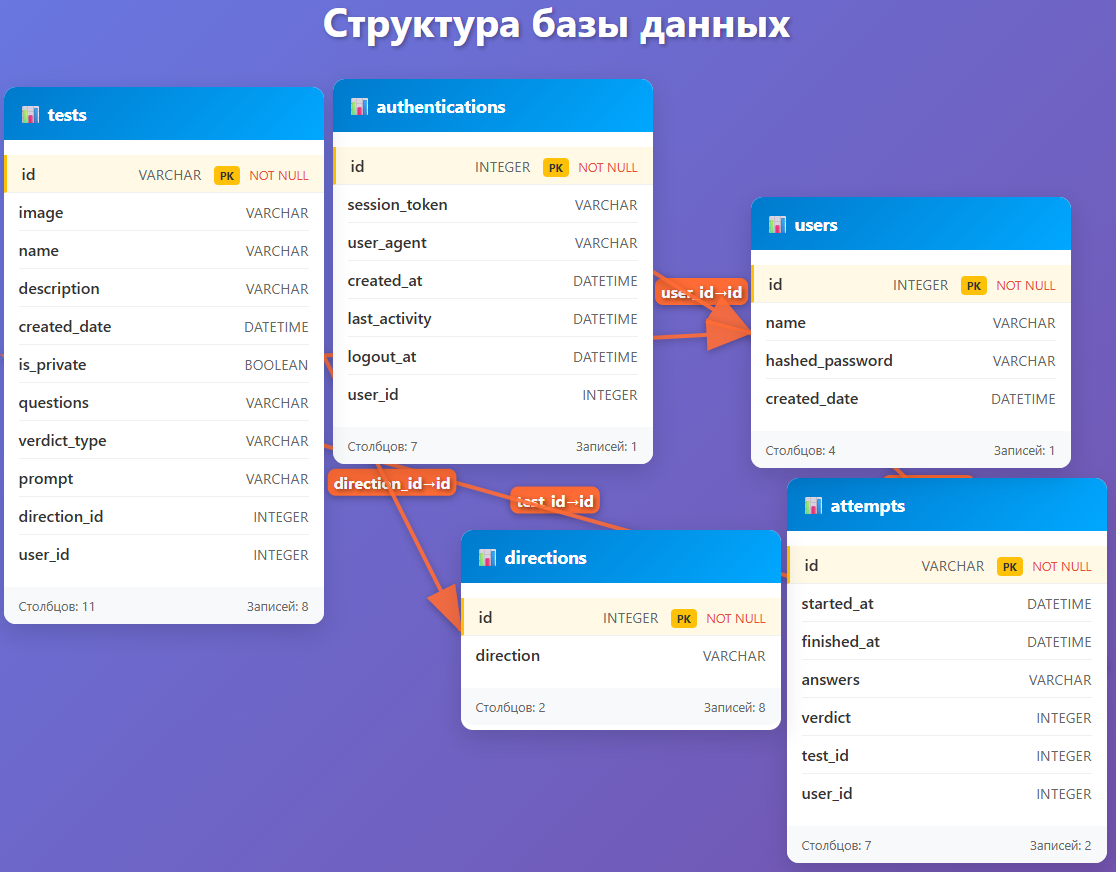 Структура базы данных
tests
id VARCHAR PK NOT NULL
image VARCHAR
name VARCHAR
description VARCHAR
created_date DATETIME
is_private BOOLEAN
questions VARCHAR
verdict_type VARCHAR
prompt VARCHAR
direction_id INTEGER
user_id INTEGER
Столбцов: 11 Записей: 8
authentications
id INTEGER PK NOT NULL
session_token VARCHAR
user_agent VARCHAR
created_at DATETIME
last_activity DATETIME
logout_at DATETIME
user_id INTEGER
Столбцов: 7 Записей: 1
user_id→id
users
id INTEGER PK NOT NULL
name VARCHAR
hashed_password VARCHAR
created_date DATETIME
Столбцов: 4 Записей: 1
direction_id→id
test_id→id
directions
id INTEGER PK NOT NULL
direction VARCHAR
Столбцов: 2 Записей: 8
attempts
id VARCHAR PK NOT NULL
started_at DATETIME
finished_at DATETIME
answers VARCHAR
verdict INTEGER
test_id INTEGER
user_id INTEGER
Столбцов: 7 Записей: 2